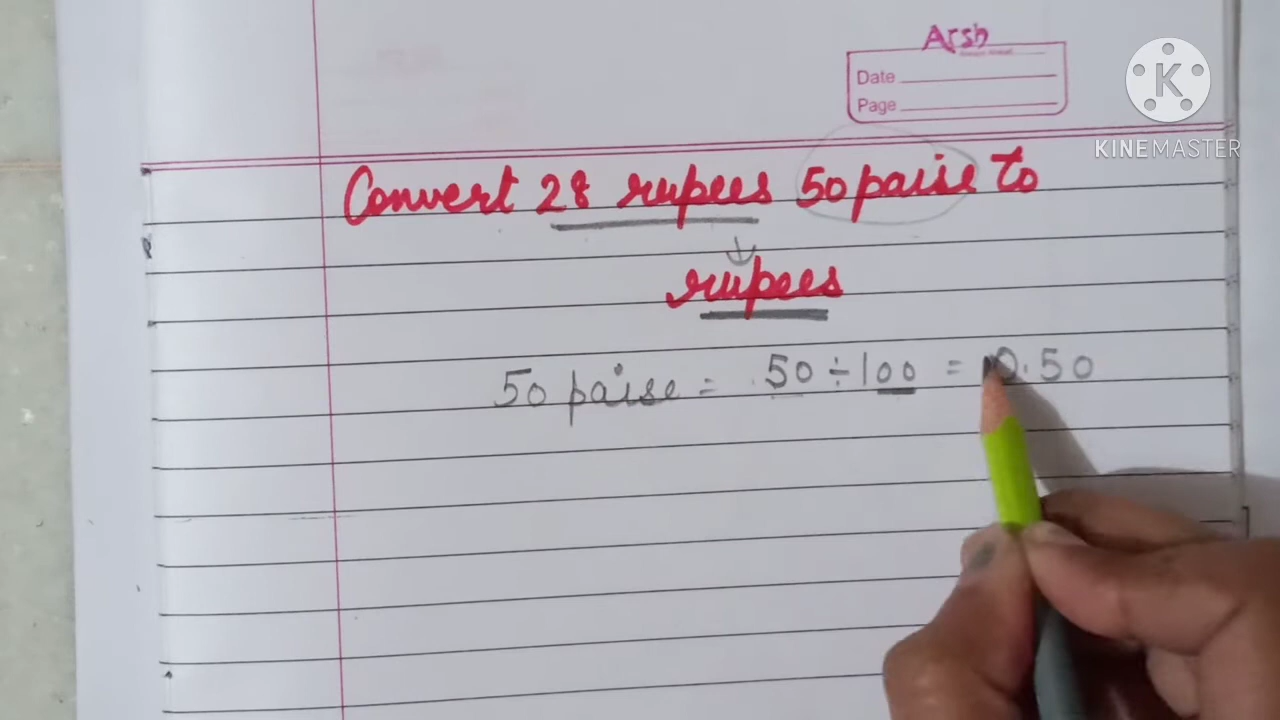 Arsh
Date
Page
KINEMASTER
Convert 28 rupees 50 paise to
rupees
50 paise = 50 ÷ 100 = 0.50